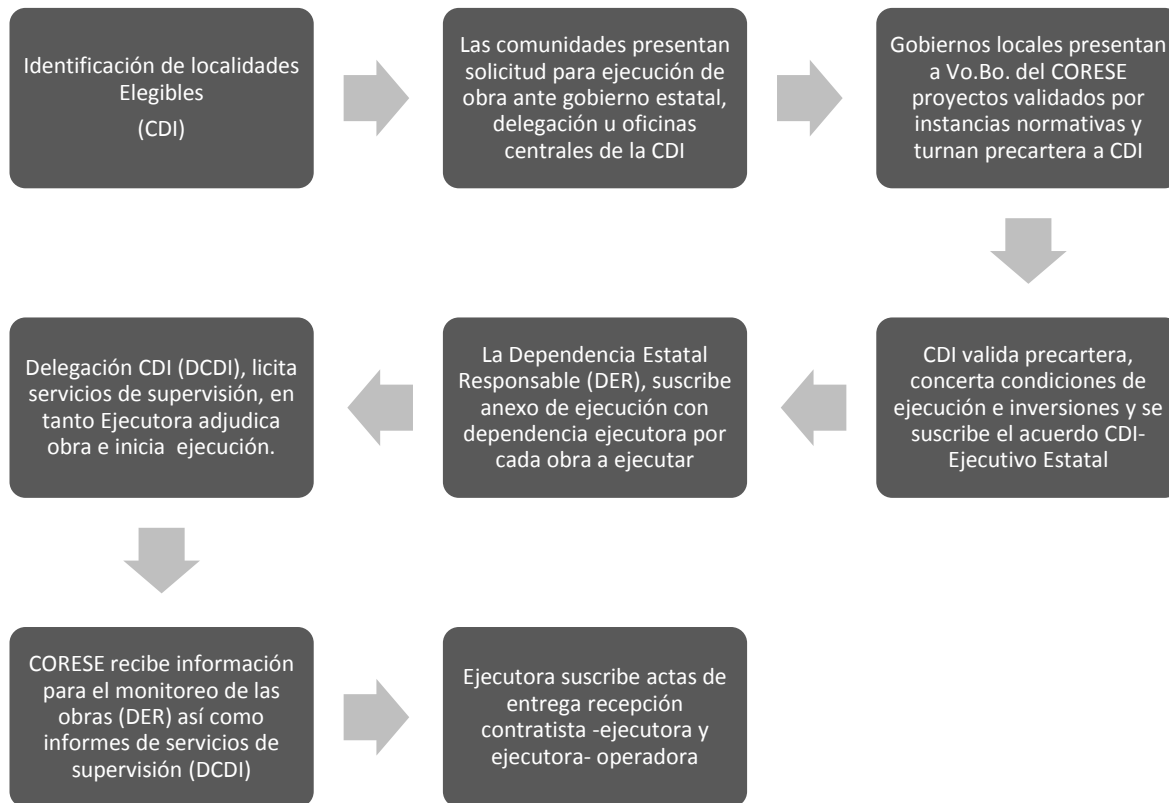 Identificación de localidades
Elegibles
(CDI)
Las comunidades presentan
solicitud para ejecución de
obra ante gobierno estatal,
delegación u oficinas
centrales de la CDI
Gobiernos locales presentan
a Vo.Bo. del CORESE
proyectos validados por
instancias normativas y
turnan precartera a CDI
CDI valida precartera,
concerta condiciones de
ejecución e inversiones y se
suscribe el acuerdo CDI-
Ejecutivo Estatal
La Dependencia Estatal
Responsable (DER), suscribe
anexo de ejecución con
dependencia ejecutora por
cada obra a ejecutar
Delegación CDI (DCDI), licita
servicios de supervisión, en
tanto Ejecutora adjudica
obra e inicia ejecución.
CORESE recibe información
para el monitoreo de las
obras (DER) así como
informes de servicios de
supervisión (DCDI)
Ejecutora suscribe actas de
entrega recepción
contratista -ejecutora y
ejecutora- operadora